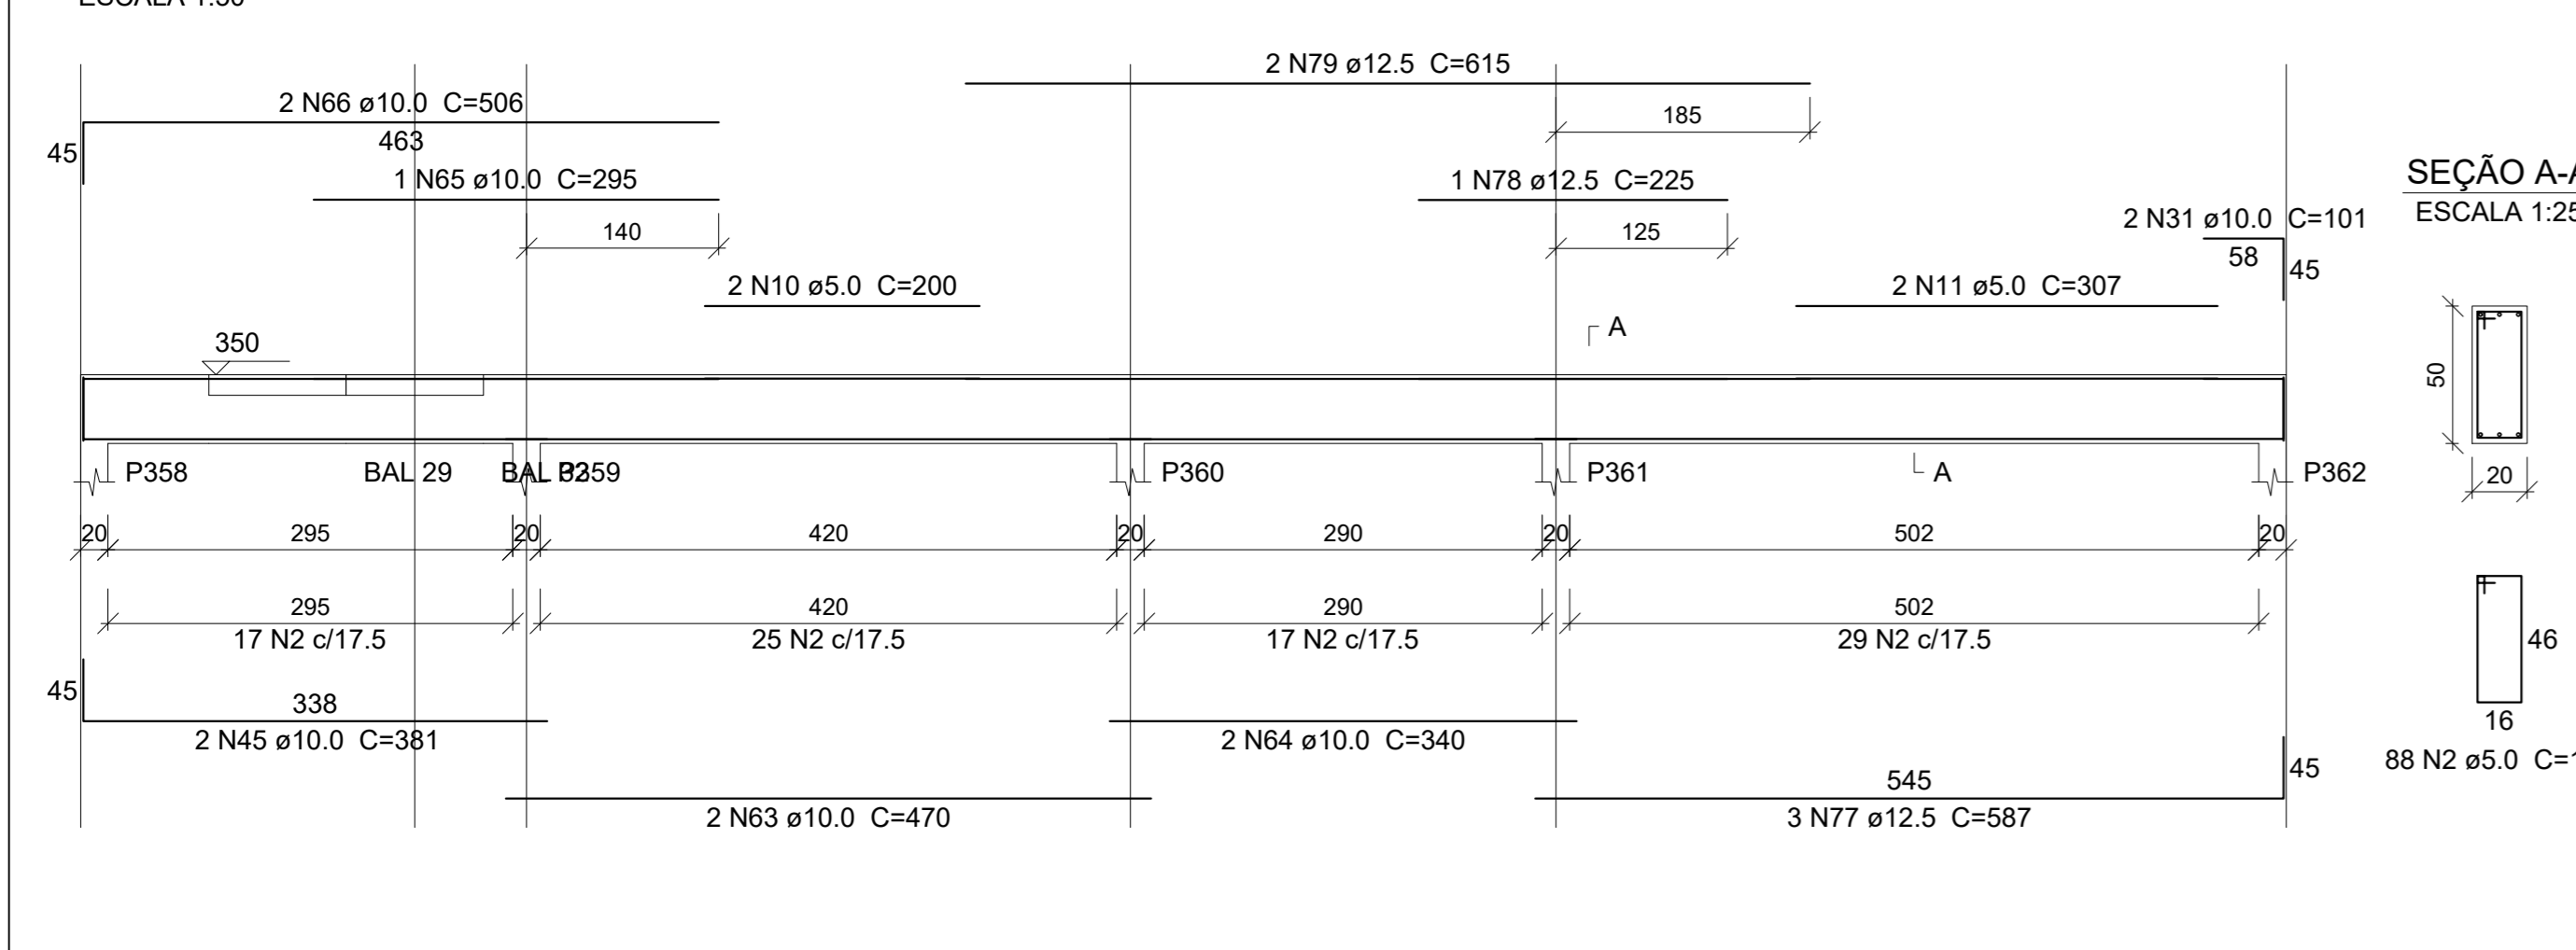 2 N79 ø12.5 C=615
2 N66 ø10.0 C=506
185
463
45
SEÇÃO A-A
1 N65 ø10.0 C=295
1 N78 ø12.5 C=225
ESCALA 1:25
2 N31 ø10.0 C=101
140
125
58
45
2 N10 ø5.0 C=200
2 N11 ø5.0 C=307
A
350
50
P358
BAL 29
P359
P360
P361
A
P362
20
20
295
20
420
20
290
20
502
20
295
420
290
502
17 N2 c/17.5
25 N2 c/17.5
17 N2 c/17.5
29 N2 c/17.5
46
45
338
16
2 N45 ø10.0 C=381
2 N64 ø10.0 C=340
88 N2 ø5.0 C=1
45
545
2 N63 ø10.0 C=470
3 N77 ø12.5 C=587